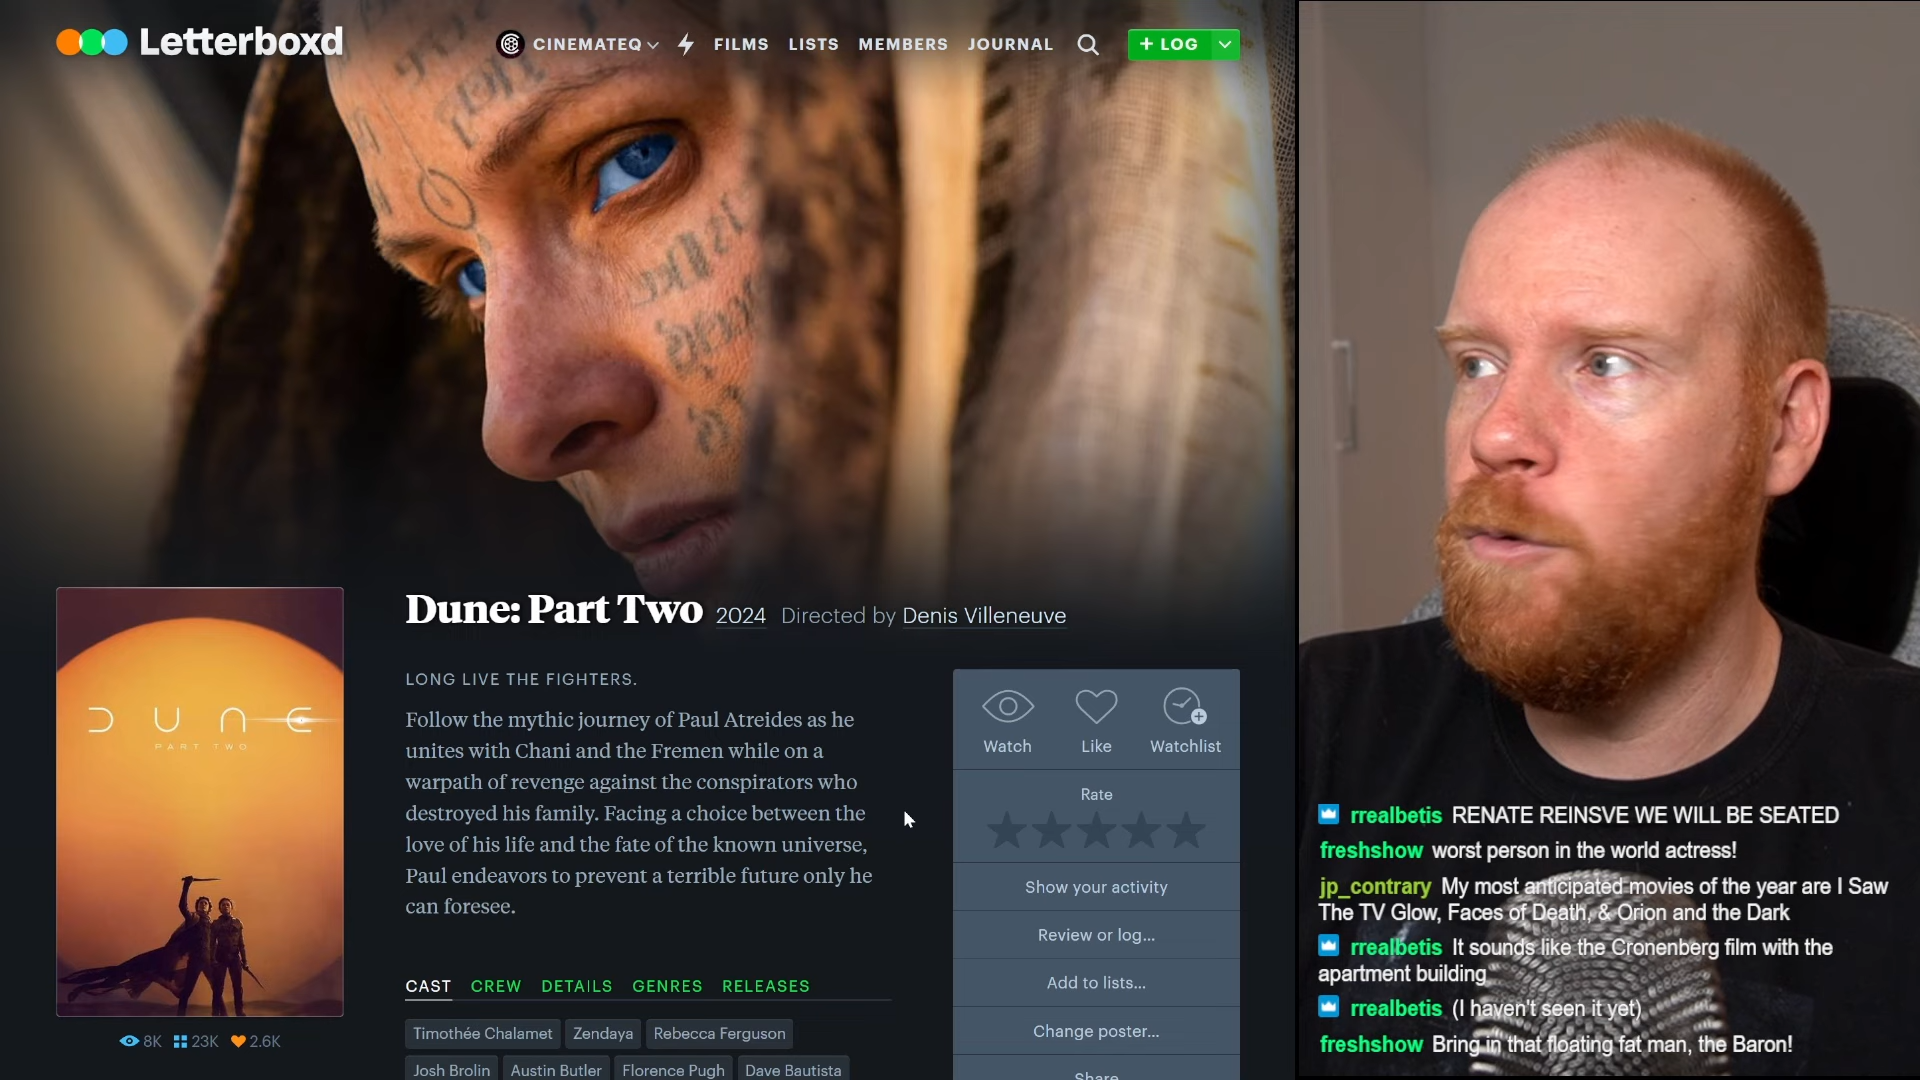 Letterboxd
CINEMATEQ
FILMS
LISTS
MEMBERS
JOURNAL
+ LOG
Dune: Part Two 2024 Directed by Denis Villeneuve
LONG LIVE THE FIGHTERS.
Follow the mythic journey of Paul Atreides as he
unites with Chani and the Fremen while on a
warpath of revenge against the conspirators who
destroyed his family. Facing a choice between the
love of his life and the fate of the known universe,
Paul endeavors to prevent a terrible future only he
can foresee.
DUNE
PART TWO
8K 23K 2.6K
CAST CREW DETAILS GENRES RELEASES
Timothée Chalamet Zendaya Rebecca Ferguson
Josh Brolin Austin Butler Florence Pugh Dave Bautista
Watch Like Watchlist
Rate
Show your activity
Review or log...
Add to lists...
Change poster...
Share
rrealbetis RENATE REINSVE WE WILL BE SEATED
freshshow worst person in the world actress!
jp_contrary My most anticipated movies of the year are I Saw
The TV Glow, Faces of Death, & Orion and the Dark
rrealbetis It sounds like the Cronenberg film with the
apartment building
rrealbetis (I haven't seen it yet)
freshshow Bring in that floating fat man, the Baron!